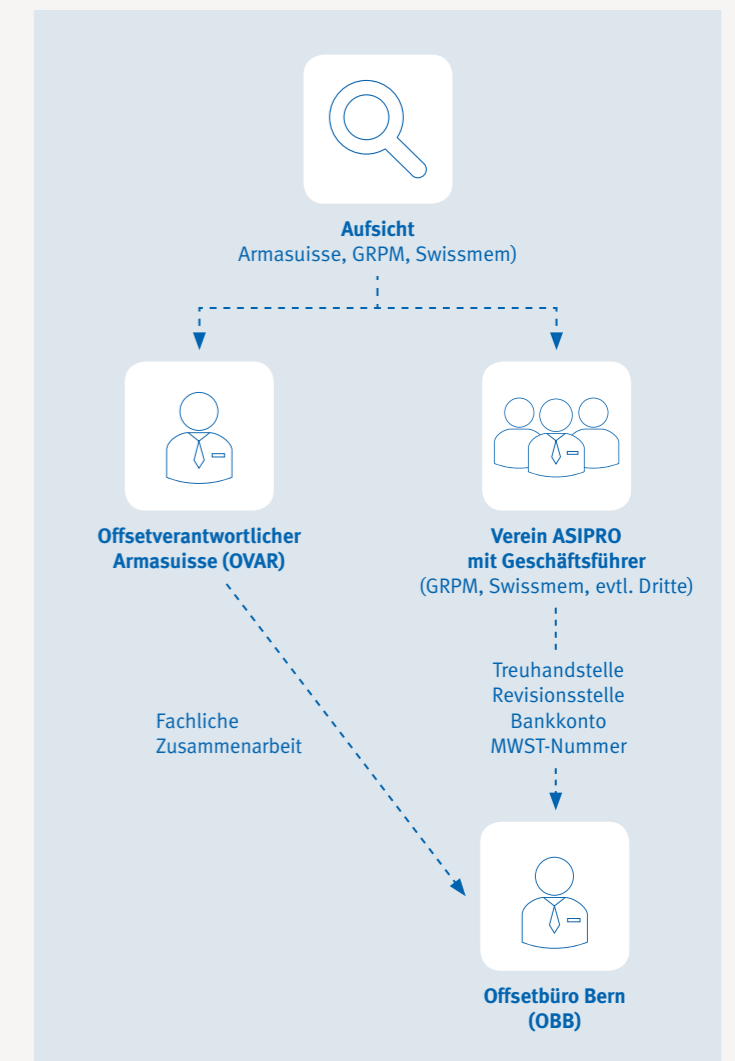 Aufsicht
Armasuisse, GRPM, Swissmem)
Offsetverantwortlicher
Armasuisse (OVAR)
Verein ASIPRO
mit Geschäftsführer
(GRPM, Swissmem, evtl. Dritte)
Fachliche
Zusammenarbeit
Treuhandstelle
Revisionsstelle
Bankkonto
MWST-Nummer
Offsetbüro Bern
(OBB)